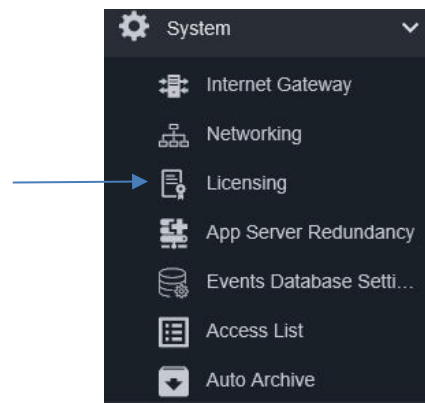 System
Internet Gateway
Networking
Licensing
App Server Redundancy
Events Database Setti...
Access List
Auto Archive